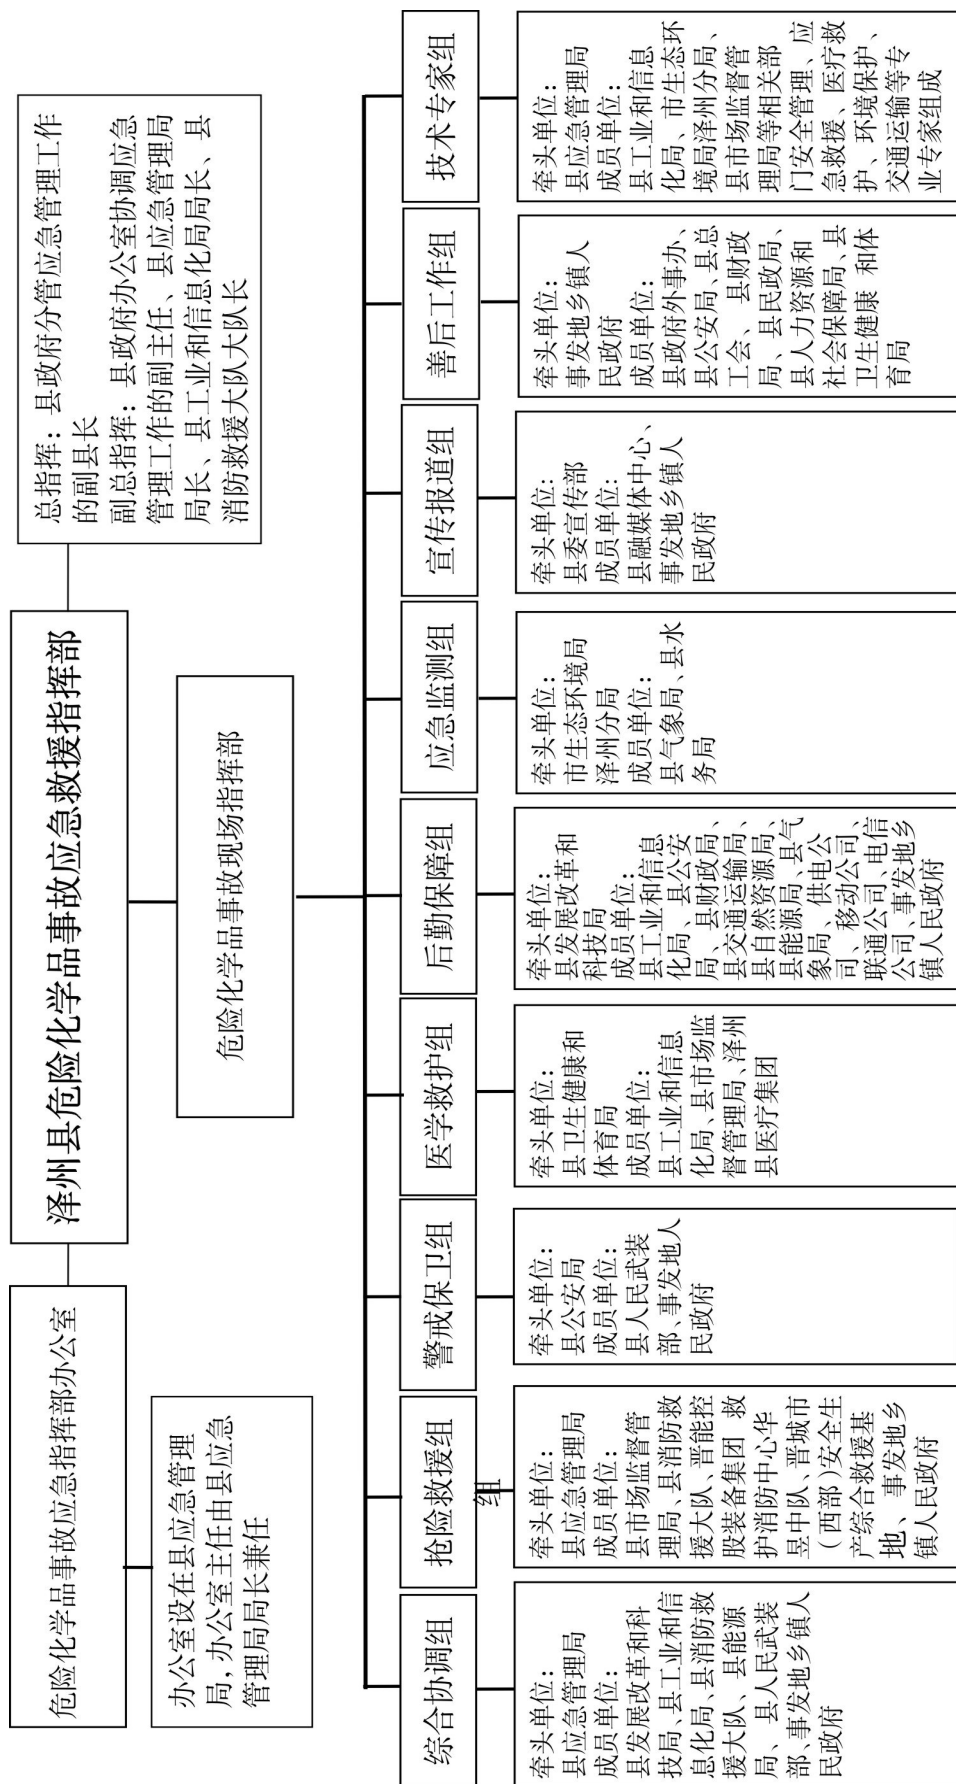 泽州县危险化学品事故应急救援指挥部
总指挥：县政府分管应急管理工作
的副县长
副总指挥：县政府办公室协调应急
管理工作的副主任、县应急管理局
局长、县工业和信息化局局长、县
消防救援大队大队长
危险化学品事故应急指挥部办公室
办公室设在县应急管理
局,办公室主任由县应急
管理局局长兼任
危险化学品事故现场指挥部
综合协调组
牵头单位：
县应急管理局
成员单位：
县发展改革和科
技局、县工业和信
息化局、县消防救
援大队、县能源
局、县人民武装
部、事发地乡镇人
民政府
抢险救援组
组
牵头单位：
县应急管理局
成员单位：
县市场监督管
理局、县消防救
援大队、晋能控
股装备集团 救
护消防中心华
昱中队、晋城市
(西部)安全生
产综合救援基
地、事发地乡
镇人民政府
警戒保卫组
牵头单位：
县公安局
成员单位：
县人民武装
部、事发地人
民政府
医学救护组
牵头单位：
县卫生健康和
体育局
成员单位：
县工业和信息
化局、县市场监
督管理局、泽州
县医疗集团
后勤保障组
牵头单位：
县发展改革和
科技局
成员单位：
县工业和信息
化局、县公安
局、县财政局、
县交通运输局、
县自然资源局、
县能源局、县气
象局、供电公
司、移动公司、
联通公司、电信
公司、事发地乡
镇人民政府
应急监测组
牵头单位：
市生态环境局
泽州分局
成员单位：
县气象局、县水
务局
宣传报道组
牵头单位：
县委宣传部
成员单位：
县融媒体中心、
事发地乡镇人
民政府
善后工作组
牵头单位：
事发地乡镇人
民政府
成员单位：
县政府外事办、
县公安局、县总
工会、县财政
局、县民政局、
县人力资源和
社会保障局、县
卫生健康 和体
育局
技术专家组
牵头单位：
县应急管理局
成员单位：
县工业和信息
化局、市生态环
境局泽州分局、
县市场监督管
理局等相关部
门安全管理、应
急救援、医疗救
护、环境保护、
交通运输等专
业专家组成